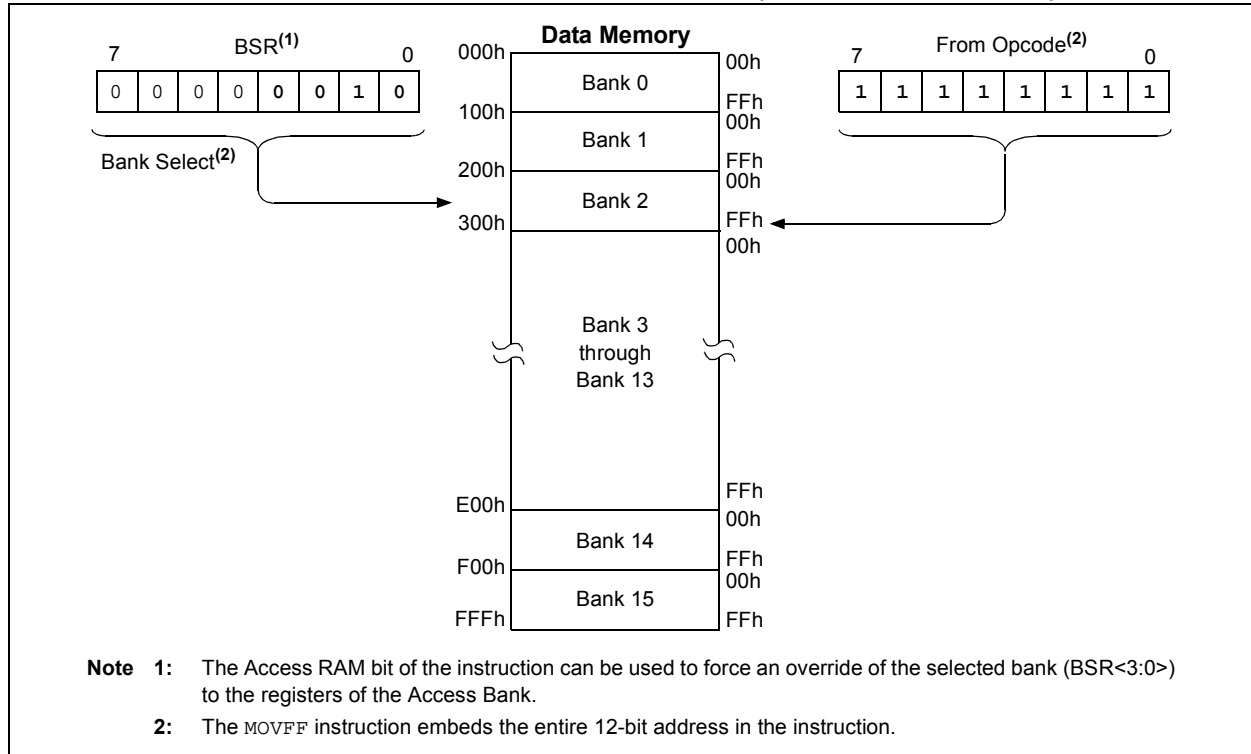 Data Memory
7 BSR(1) 0
0 0 0 0 0 0 1 0
Bank Select(2)
000h
100h
200h
300h
E00h
F00h
FFFh
Bank 0
Bank 1
Bank 2
Bank 3
through
Bank 13
Bank 14
Bank 15
00h
FFh
00h
FFh
00h
FFh
00h
FFh
00h
FFh
00h
FFh
7 From Opcode(2) 0
1 1 1 1 1 1 1 1
Note 1: The Access RAM bit of the instruction can be used to force an override of the selected bank (BSR<3:0>)
to the registers of the Access Bank.
2: The MOVFF instruction embeds the entire 12-bit address in the instruction.